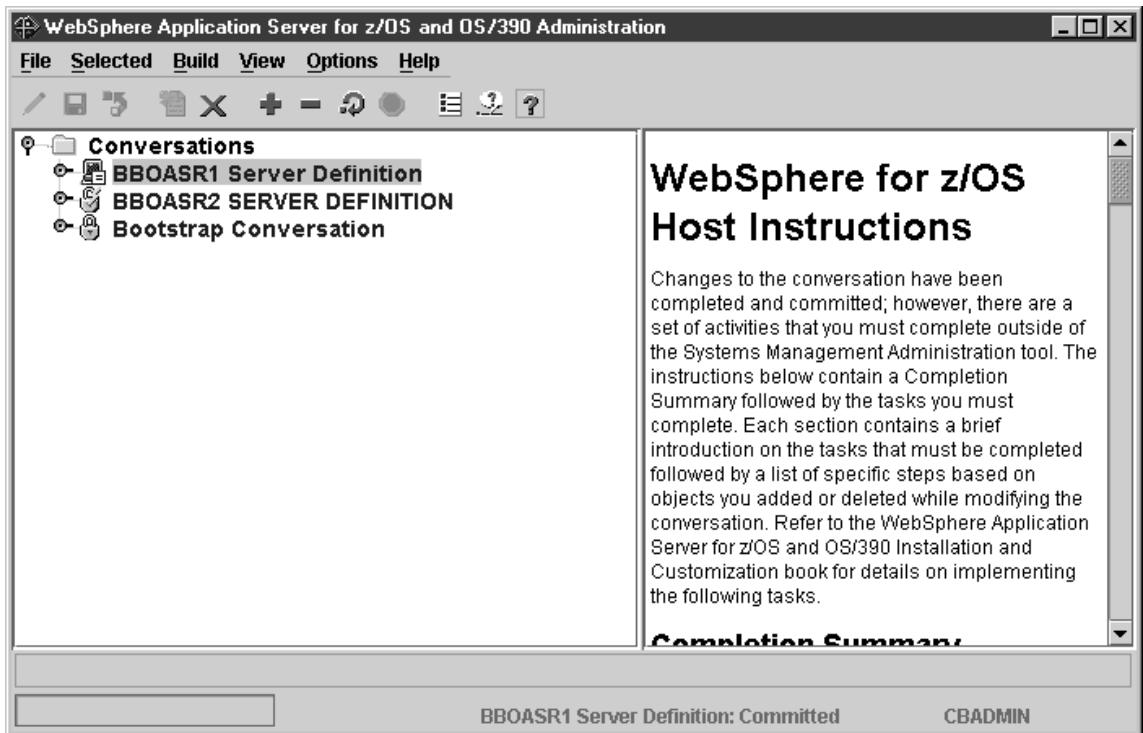 WebSphere Application Server for z/OS and OS/390 Administration
File Selected Build View Options Help
Conversations
BBOASR1 Server Definition
BBOASR2 SERVER DEFINITION
Bootstrap Conversation
WebSphere for z/OS
Host Instructions
Changes to the conversation have been
completed and committed; however, there are a
set of activities that you must complete outside of
the Systems Management Administration tool. The
instructions below contain a Completion
Summary followed by the tasks you must
complete. Each section contains a brief
introduction on the tasks that must be completed
followed by a list of specific steps based on
objects you added or deleted while modifying the
conversation. Refer to the WebSphere Application
Server for z/OS and OS/390 Installation and
Customization book for details on implementing
the following tasks.
Completion Summary
BBOASR1 Server Definition: Committed CBADMIN